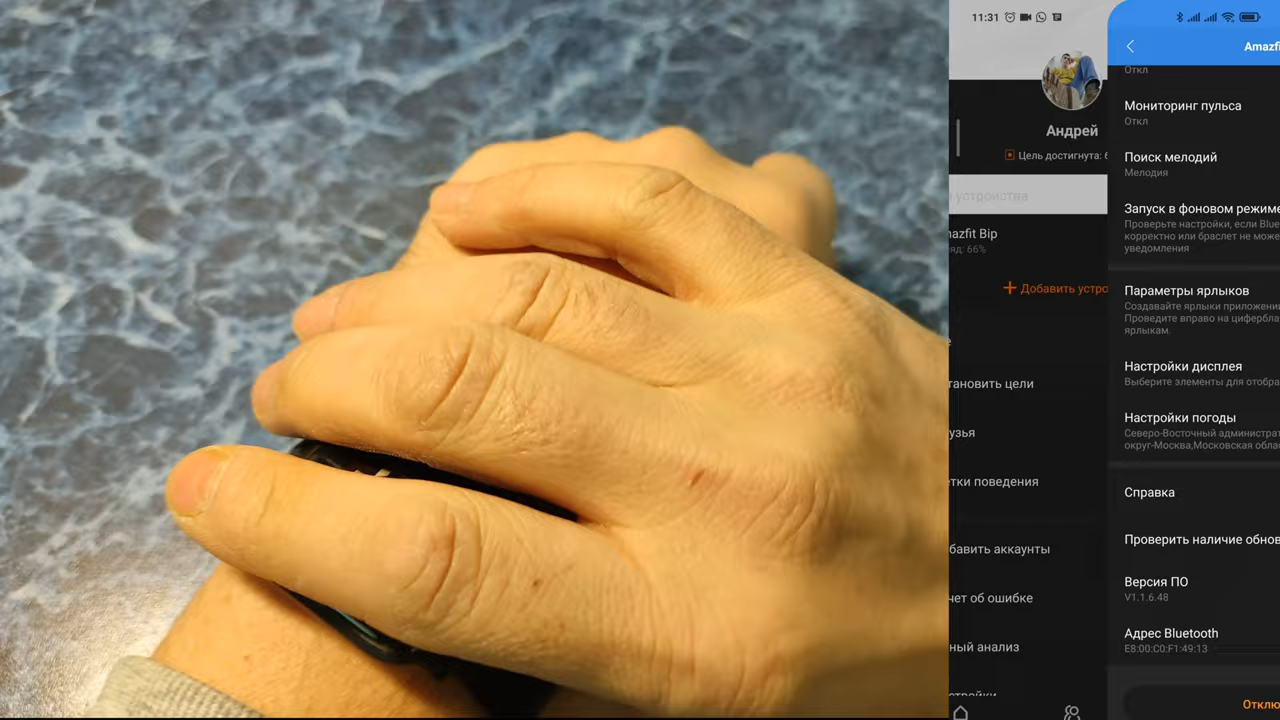 11:31
Андрей
Цель достигнута: 6
устройства
mazfit Bip
яд: 66%
+ Добавить устро
е
тановить цели
узья
етки поведения
бавить аккаунты
чет об ошибке
ный анализ
стройки
Amazfi
Откл
Мониторинг пульса
Откл
Поиск мелодий
Мелодия
Запуск в фоновом режиме
Проверьте настройки, если Blue
корректно или браслет не може
уведомления
Параметры ярлыков
Создавайте ярлыки приложени
Проведите вправо на цифербла
ярлыкам.
Настройки дисплея
Выберите элементы для отобра
Настройки погоды
Северо-Восточный администрат
округ-Москва,Московская обла
Справка
Проверить наличие обнов
Версия ПО
V1.1.6.48
Адрес Bluetooth
E8:00:C0:F1:49:13
Отклю